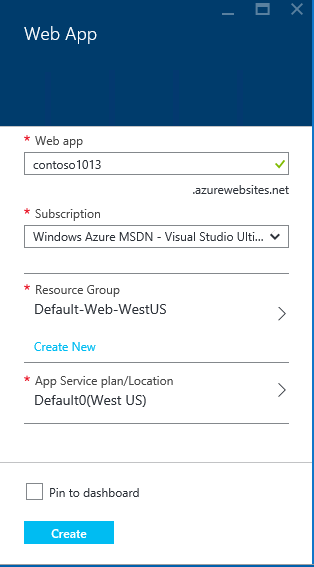 Web App
* Web app
contoso1013
.azurewebsites.net
* Subscription
Windows Azure MSDN - Visual Studio Ulti...
* Resource Group
Default-Web-WestUS
Create New
* App Service plan/Location
Default0(West US)
Pin to dashboard
Create